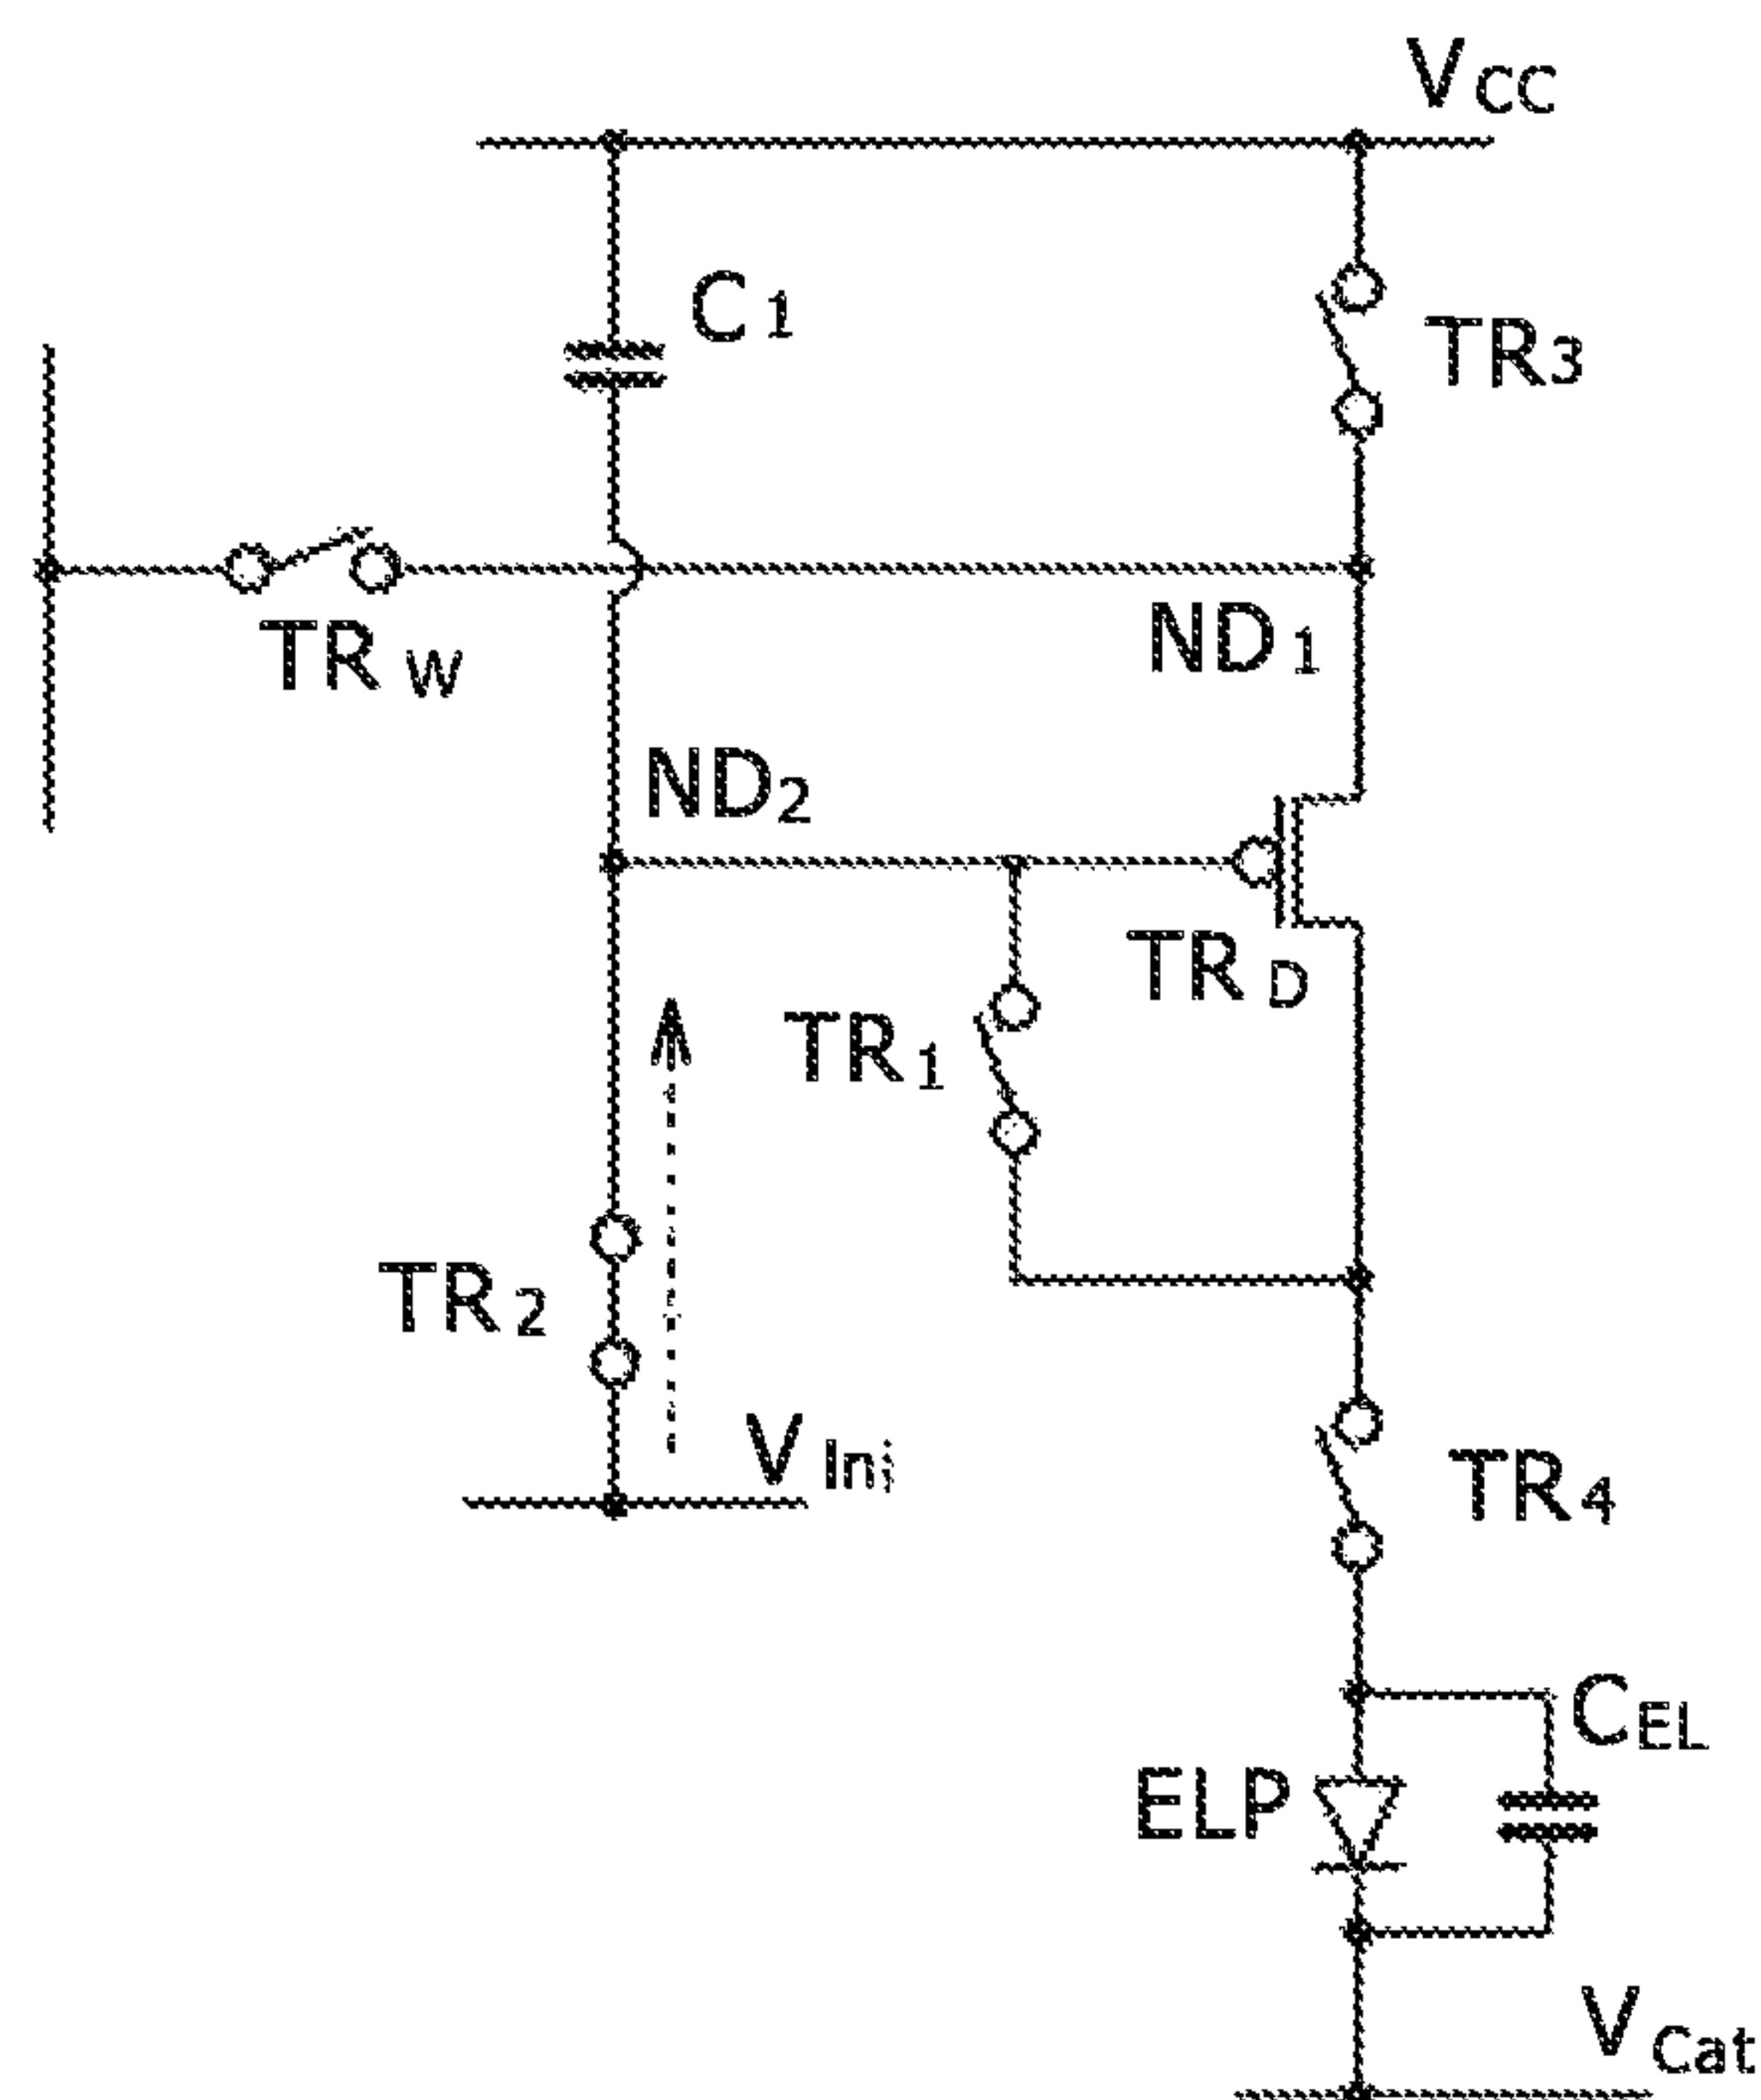 VCC
C1
TR3
TRW
ND1
ND2
TRD
TR1
TR2
VIni
TR4
CEL
ELP
VCat